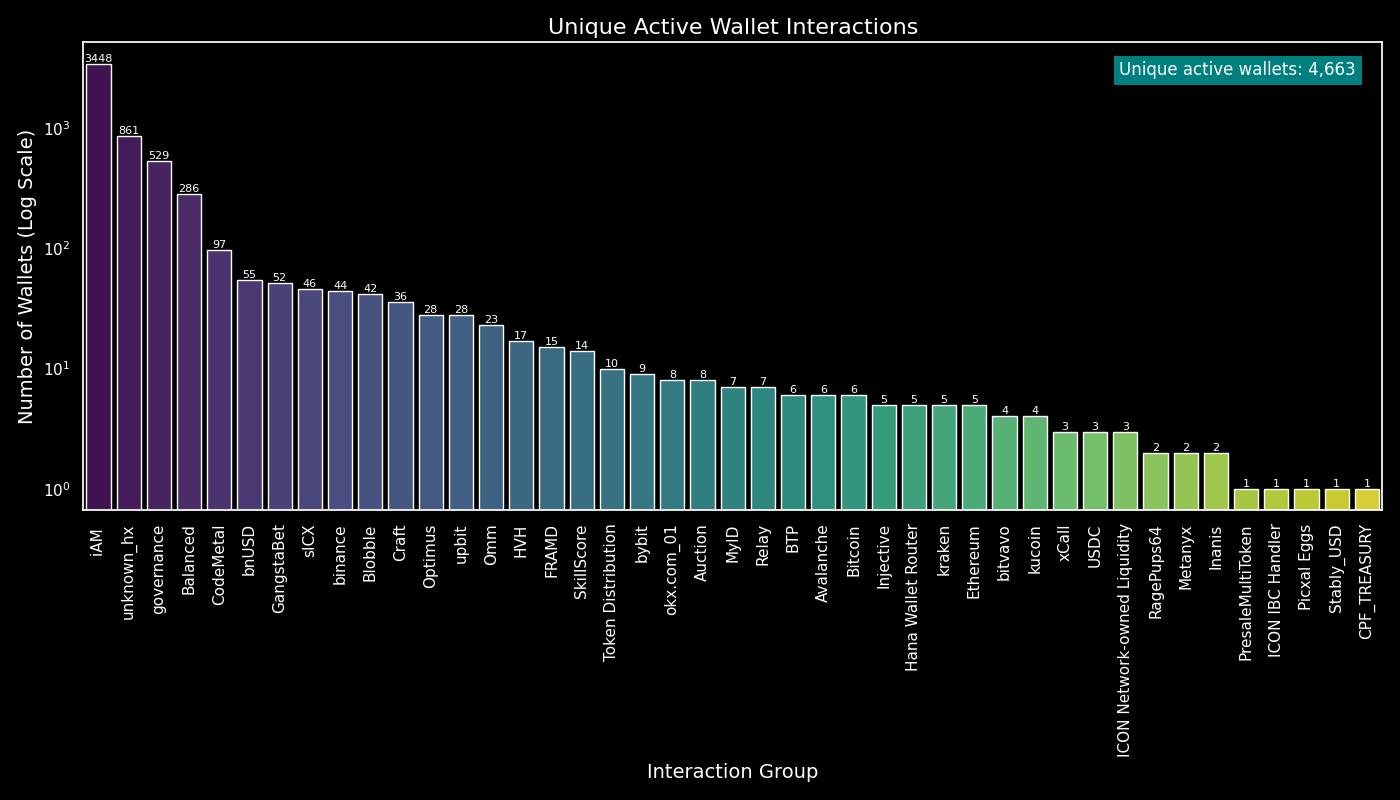 Unique Active Wallet Interactions
Unique active wallets: 4,663
Number of Wallets (Log Scale)
10³
10²
10¹
10⁰
3448
861
529
286
97
55
52
46
44
42
36
28
28
23
17
15
14
10
9
8
8
7
7
6
6
6
5
5
5
5
4
4
3
3
3
2
2
2
1
1
1
1
1
iAM
unknown_hx
governance
Balanced
CodeMetal
bnUSD
GangstaBet
sICX
binance
Blobble
Craft
Optimus
upbit
Omm
HVH
FRAMD
SkillScore
Token Distribution
bybit
okx.com_01
Auction
MyID
Relay
BTP
Avalanche
Bitcoin
Injective
Hana Wallet Router
kraken
Ethereum
bitvavo
kucoin
xCall
USDC
ICON Network-owned Liquidity
RagePups64
Metanyx
Inanis
PresaleMultiToken
ICON IBC Handler
Picxal Eggs
Stably_USD
CPF_TREASURY
Interaction Group